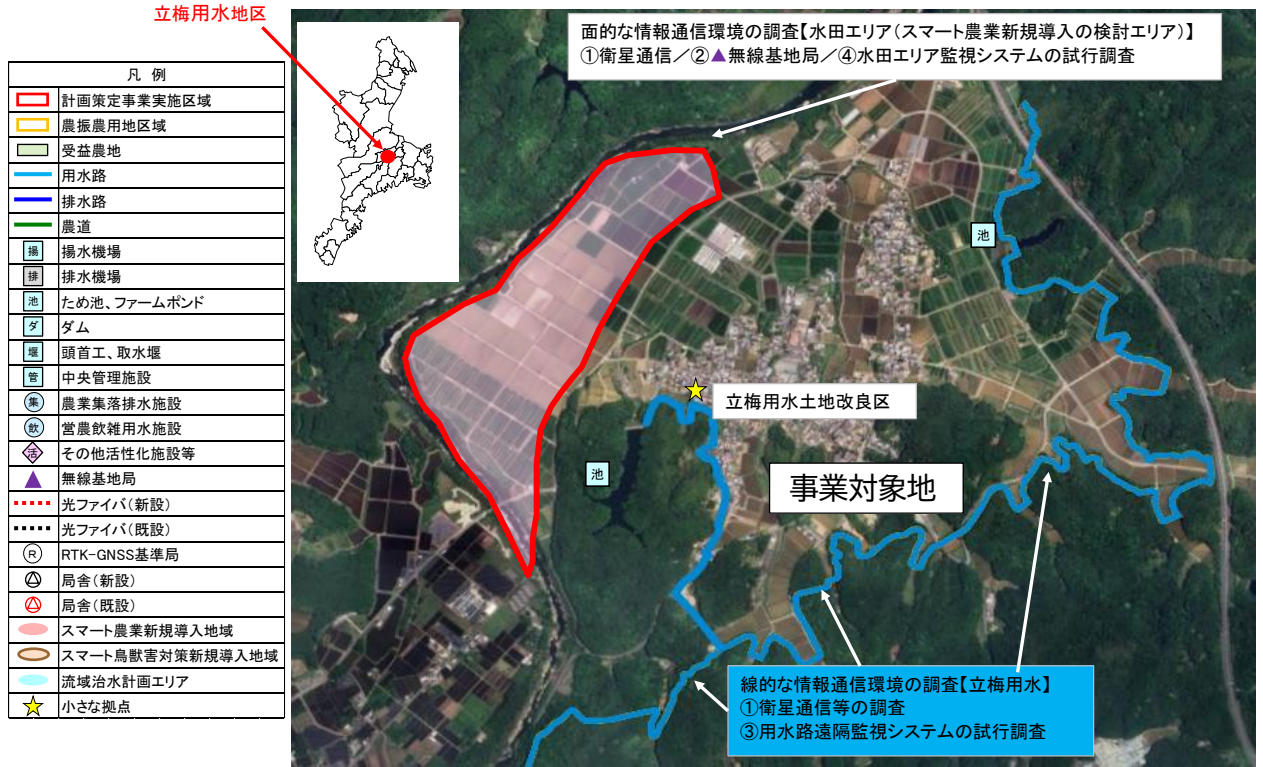 立梅用水地区
凡 例
計画策定事業実施区域
農振農用地区域
受益農地
用水路
排水路
農道
揚 揚水機場
排 排水機場
池 ため池、ファームポンド
ダ ダム
堰 頭首工、取水堰
管 中央管理施設
集 農業集落排水施設
飲 営農飲雑用水施設
活 その他活性化施設等
無線基地局
光ファイバ(新設)
光ファイバ(既設)
R RTK-GNSS基準局
局舎(新設)
局舎(既設)
スマート農業新規導入地域
スマート鳥獣害対策新規導入地域
流域治水計画エリア
小さな拠点
面的な情報通信環境の調査【水田エリア(スマート農業新規導入の検討エリア)】
①衛星通信/②▲無線基地局/④水田エリア監視システムの試行調査
池
立梅用水土地改良区
池
事業対象地
線的な情報通信環境の調査【立梅用水】
①衛星通信等の調査
③用水路遠隔監視システムの試行調査